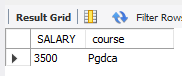 Result Grid Filter Rows
SALARY course
3500 Pgdca